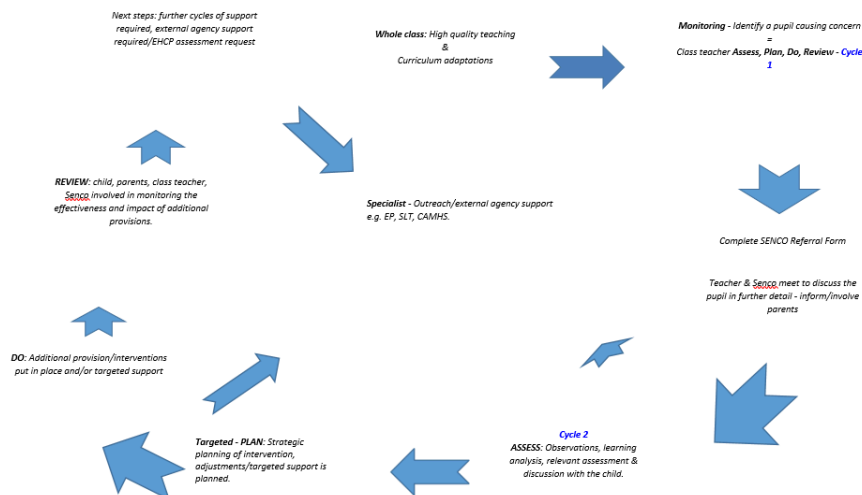 Next steps: further cycles of support
required, external agency support
required/EHCP assessment request
Whole class: High quality teaching
&
Curriculum adaptations
Monitoring - Identify a pupil causing concern
=
Class teacher Assess, Plan, Do, Review - Cycle
1
REVIEW: child, parents, class teacher,
Senco involved in monitoring the
effectiveness and impact of additional
provisions.
Specialist - Outreach/external agency support
e.g. EP, SLT, CAMHS.
Complete SENCO Referral Form
Teacher & Senco meet to discuss the
pupil in further detail - inform/involve
parents
DO: Additional provision/interventions
put in place and/or targeted support
Targeted - PLAN: Strategic
planning of intervention,
adjustments/targeted support is
planned.
Cycle 2
ASSESS: Observations, learning
analysis, relevant assessment &
discussion with the child.